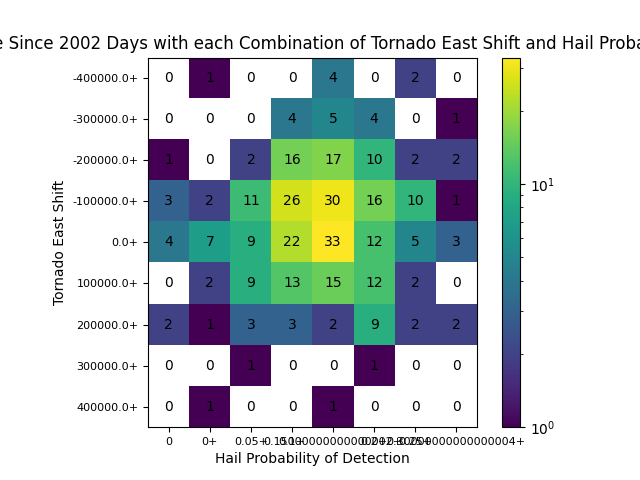 e Since 2002 Days with each Combination of Tornado East Shift and Hail Proba
-400000.0+ 0 1 0 0 4 0 2 0
-300000.0+ 0 0 0 4 5 4 0 1
-200000.0+ 1 0 2 16 17 10 2 2
-100000.0+ 3 2 11 26 30 16 10 1
0.0+ 4 7 9 22 33 12 5 3
100000.0+ 0 2 9 13 15 12 2 0
200000.0+ 2 1 3 3 2 9 2 2
300000.0+ 0 0 1 0 0 1 0 0
400000.0+ 0 1 0 0 1 0 0 0
0 0+ 0.05+
Hail Probability of Detection
Tornado East Shift
10^1
10^0